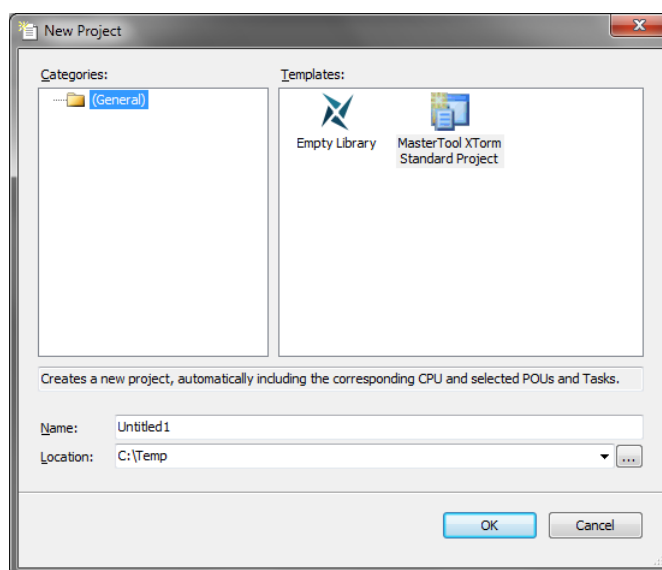 New Project
Categories:
(General)
Templates:
Empty Library
MasterTool XTorm
Standard Project
Creates a new project, automatically including the corresponding CPU and selected POUs and Tasks.
Name:
Untitled1
Location:
C:\Temp
...
OK
Cancel